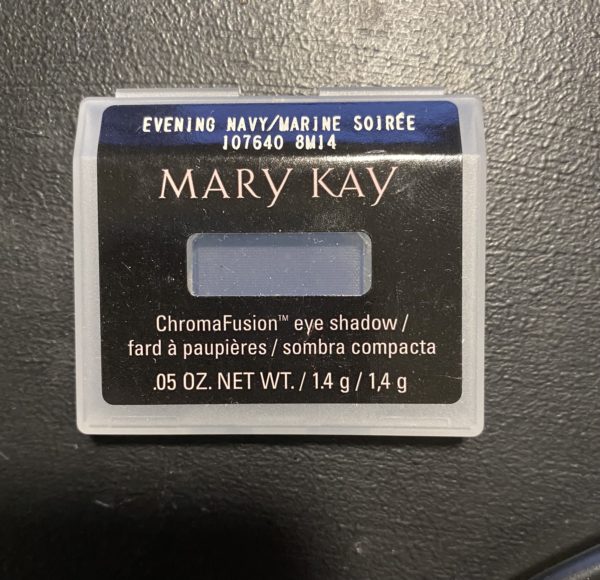 EVENING NAVY/MARINE SOIRÉE
107640 8M14
MARY KAY
ChromaFusion™ eye shadow /
fard à paupières / sombra compacta
.05 OZ. NET WT. / 1.4 g / 1,4 g